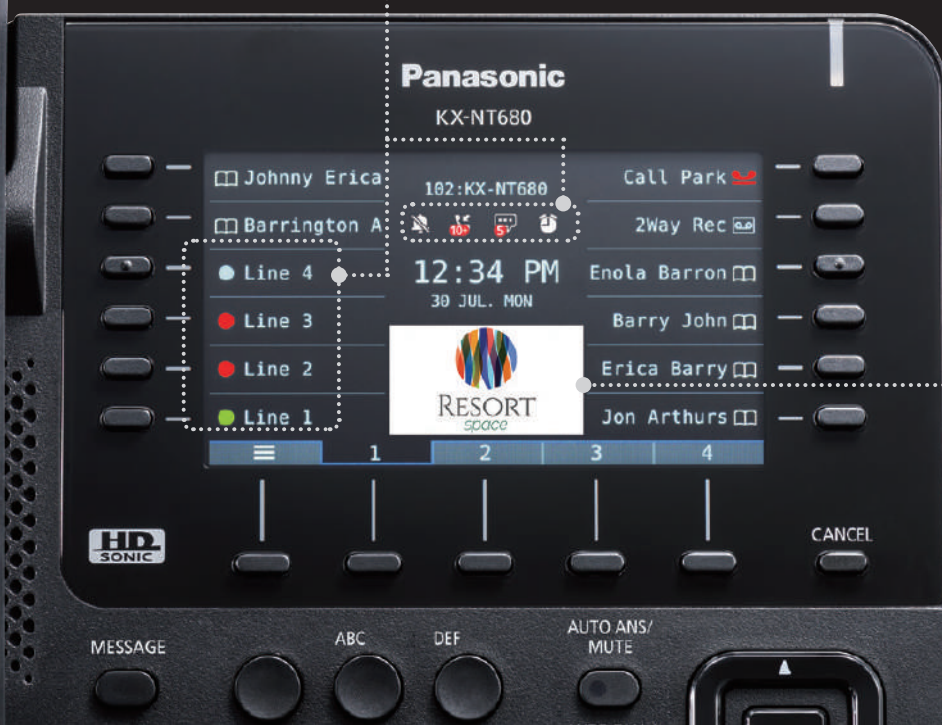 Panasonic
KX-NT680
Johnny Erica
102:KX-NT680
Call Park
Barrington A
10+
5+
2Way Rec
Line 4
12:34 PM
Enola Barron
30 JUL. MON
Line 3
Barry John
Line 2
Erica Barry
RESORT
space
Line 1
Jon Arthurs
1
2
3
4
HD
SONIC
CANCEL
MESSAGE
ABC
DEF
AUTO ANS/
MUTE